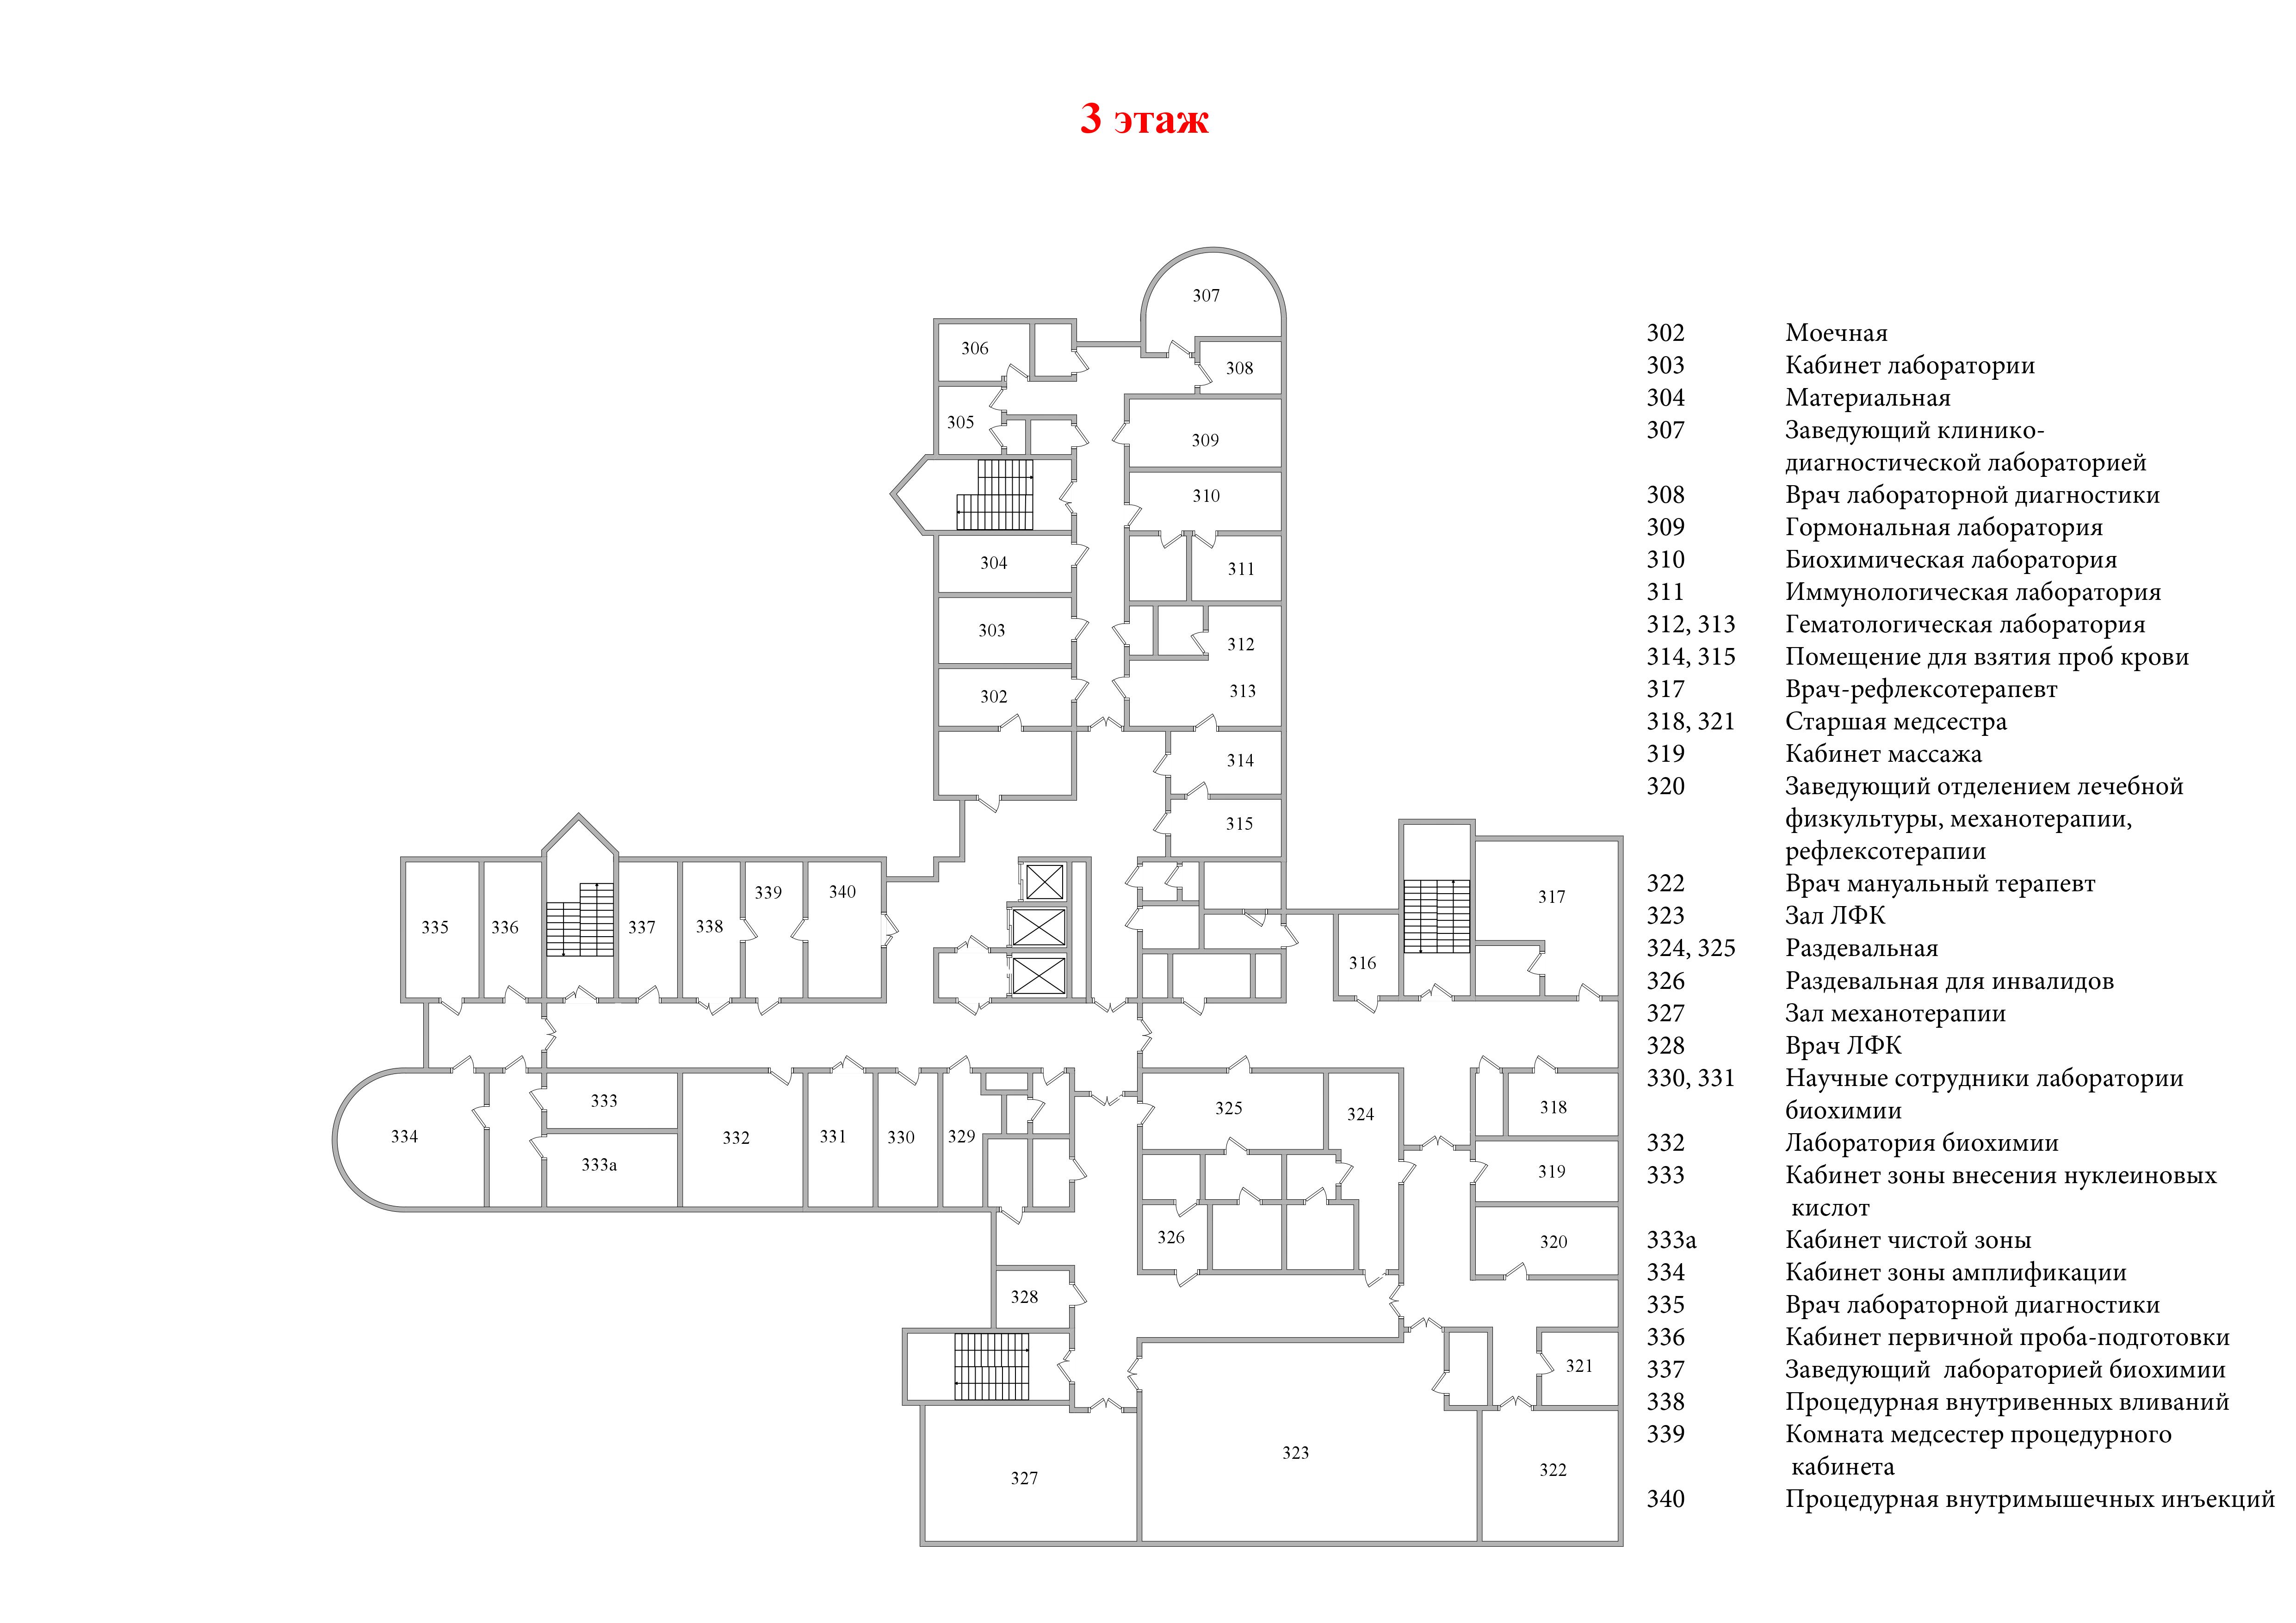 3 этаж
307
306
308
305
309
310
304
311
303
312
302
313
314
315
335
336
337
338
339
340
316
317
334
333
333а
332
331
330
329
325
324
318
319
326
320
328
321
327
323
322
302 Моечная
303 Кабинет лаборатории
304 Материальная
307 Заведующий клинико-
диагностической лабораторией
308 Врач лабораторной диагностики
309 Гормональная лаборатория
310 Биохимическая лаборатория
311 Иммунологическая лаборатория
312, 313 Гематологическая лаборатория
314, 315 Помещение для взятия проб крови
317 Врач-рефлексотерапевт
318, 321 Старшая медсестра
319 Кабинет массажа
320 Заведующий отделением лечебной
физкультуры, механотерапии,
рефлексотерапии
322 Врач мануальный терапевт
323 Зал ЛФК
324, 325 Раздевальная
326 Раздевальная для инвалидов
327 Зал механотерапии
328 Врач ЛФК
330, 331 Научные сотрудники лаборатории
биохимии
332 Лаборатория биохимии
333 Кабинет зоны внесения нуклеиновых
кислот
333а Кабинет чистой зоны
334 Кабинет зоны амплификации
335 Врач лабораторной диагностики
336 Кабинет первичной проба-подготовки
337 Заведующий лабораторией биохимии
338 Процедурная внутривенных вливаний
339 Комната медсестер процедурного
кабинета
340 Процедурная внутримышечных инъекций